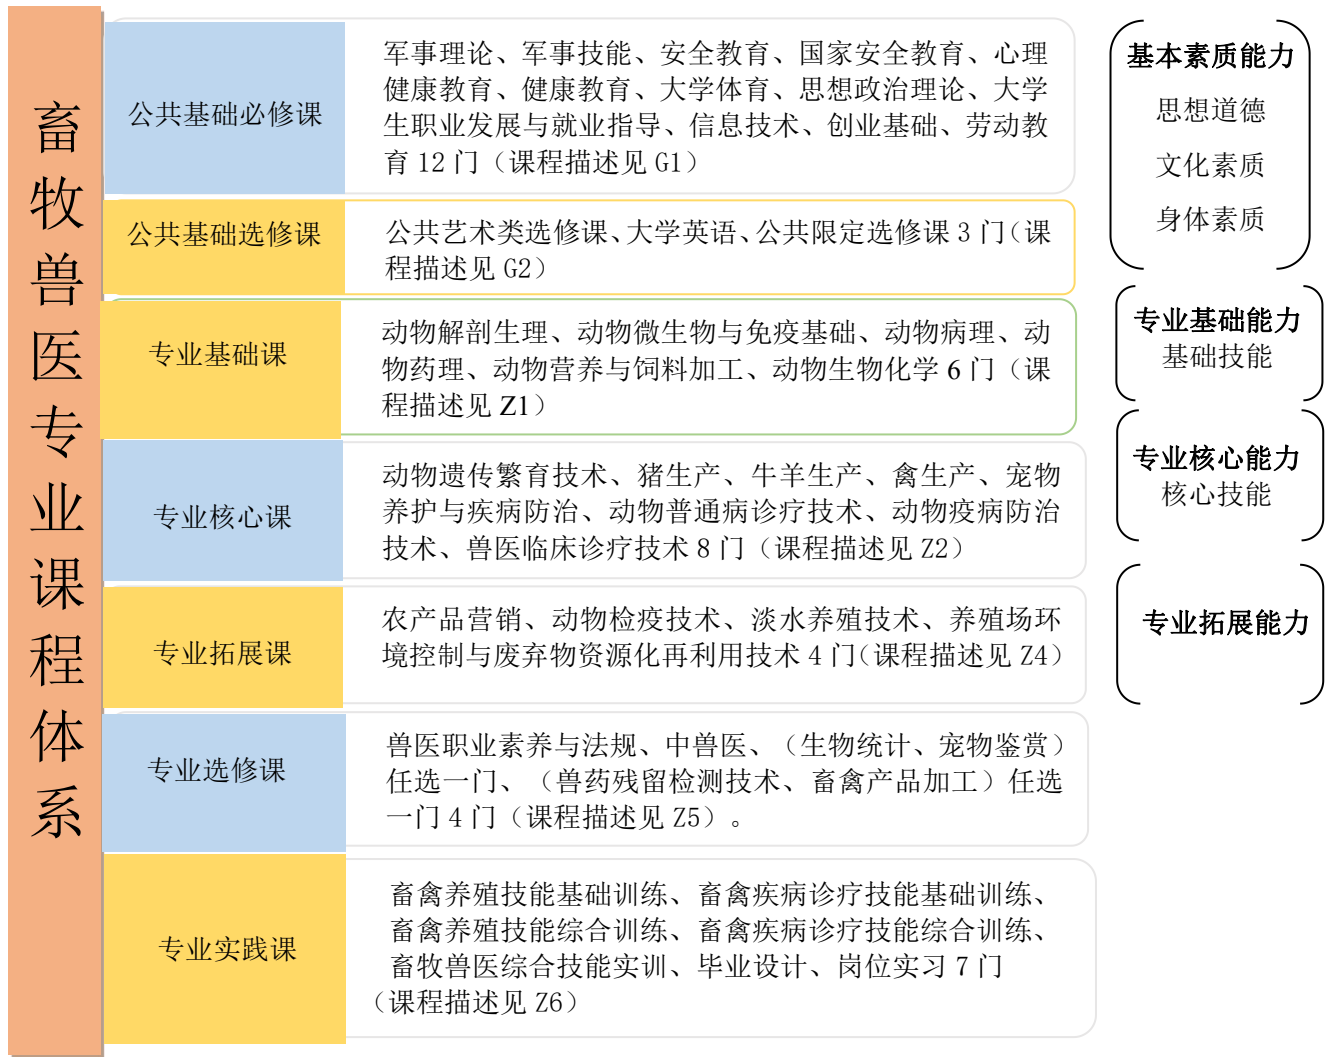 畜牧兽医专业课程体系
公共基础必修课
军事理论、军事技能、安全教育、国家安全教育、心理
健康教育、健康教育、大学体育、思想政治理论、大学
生职业发展与就业指导、信息技术、创业基础、劳动教
育 12 门（课程描述见 G1）
公共基础选修课
公共艺术类选修课、大学英语、公共限定选修课 3 门（课
程描述见 G2）
专业基础课
动物解剖生理、动物微生物与免疫基础、动物病理、动
物药理、动物营养与饲料加工、动物生物化学 6 门（课
程描述见 Z1）
专业核心课
动物遗传繁育技术、猪生产、牛羊生产、禽生产、宠物
养护与疾病防治、动物普通病诊疗技术、动物疫病防治
技术、兽医临床诊疗技术 8 门（课程描述见 Z2）
专业拓展课
农产品营销、动物检疫技术、淡水养殖技术、养殖场环
境控制与废弃物资源化再利用技术 4 门（课程描述见 Z4）
专业选修课
兽医职业素养与法规、中兽医、（生物统计、宠物鉴赏）
任选一门、（兽药残留检测技术、畜禽产品加工）任选
一门 4 门（课程描述见 Z5）。
专业实践课
畜禽养殖技能基础训练、畜禽疾病诊疗技能基础训练、
畜禽养殖技能综合训练、畜禽疾病诊疗技能综合训练、
畜牧兽医综合技能实训、毕业设计、岗位实习 7 门
（课程描述见 Z6）
基本素质能力
思想道德
文化素质
身体素质
专业基础能力
基础技能
专业核心能力
核心技能
专业拓展能力